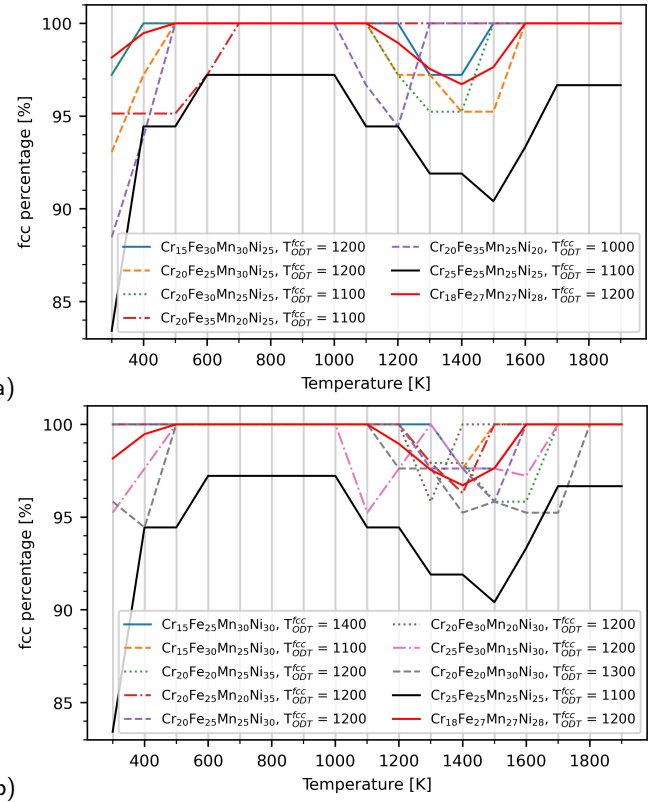 100
95
90
85
fcc percentage [%]
Cr15Fe30Mn30Ni25, T^fcc_ODT = 1200
Cr20Fe25Mn30Ni25, T^fcc_ODT = 1200
Cr20Fe30Mn25Ni25, T^fcc_ODT = 1100
Cr20Fe35Mn20Ni25, T^fcc_ODT = 1100
Cr20Fe35Mn25Ni20, T^fcc_ODT = 1000
Cr25Fe25Mn25Ni25, T^fcc_ODT = 1100
Cr18Fe27Mn27Ni28, T^fcc_ODT = 1200
400 600 800 1000 1200 1400 1600 1800
Temperature [K]
a)
100
95
90
85
fcc percentage [%]
Cr15Fe25Mn30Ni30, T^fcc_ODT = 1400
Cr15Fe30Mn25Ni30, T^fcc_ODT = 1100
Cr20Fe20Mn25Ni35, T^fcc_ODT = 1200
Cr20Fe25Mn20Ni35, T^fcc_ODT = 1200
Cr20Fe25Mn25Ni30, T^fcc_ODT = 1200
Cr20Fe30Mn20Ni30, T^fcc_ODT = 1200
Cr25Fe30Mn15Ni30, T^fcc_ODT = 1200
Cr20Fe20Mn30Ni30, T^fcc_ODT = 1300
Cr25Fe25Mn25Ni25, T^fcc_ODT = 1100
Cr18Fe27Mn27Ni28, T^fcc_ODT = 1200
400 600 800 1000 1200 1400 1600 1800
Temperature [K]
b)